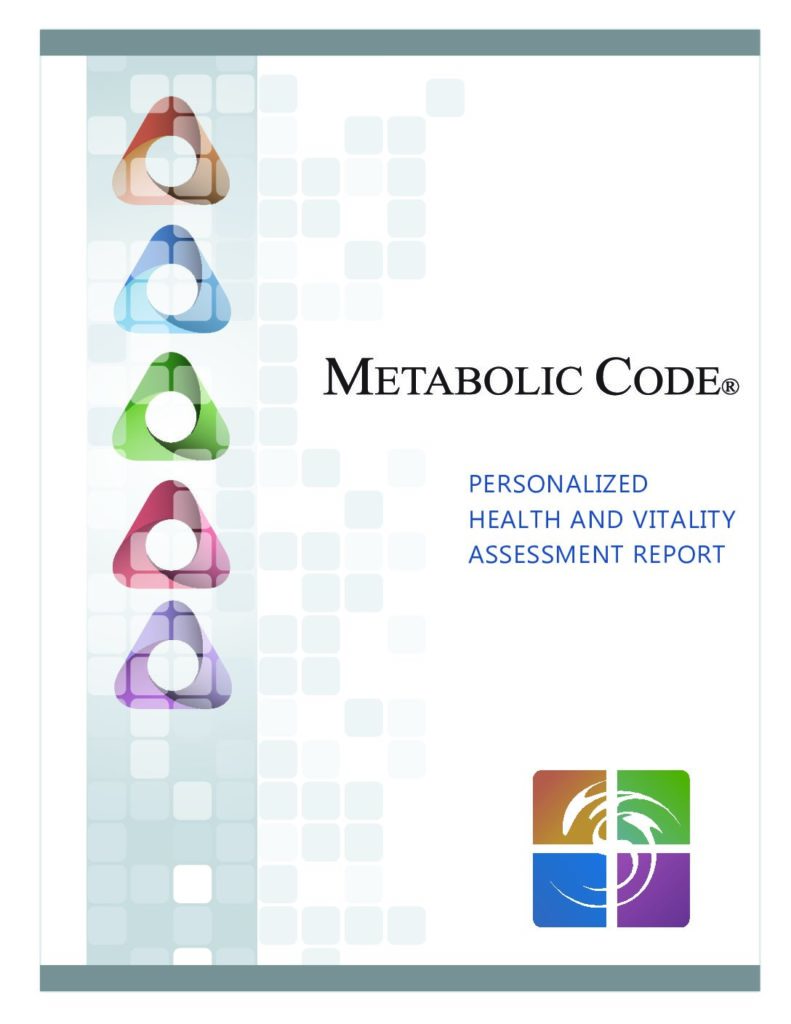 METABOLIC CODE®
PERSONALIZED
HEALTH AND VITALITY
ASSESSMENT REPORT